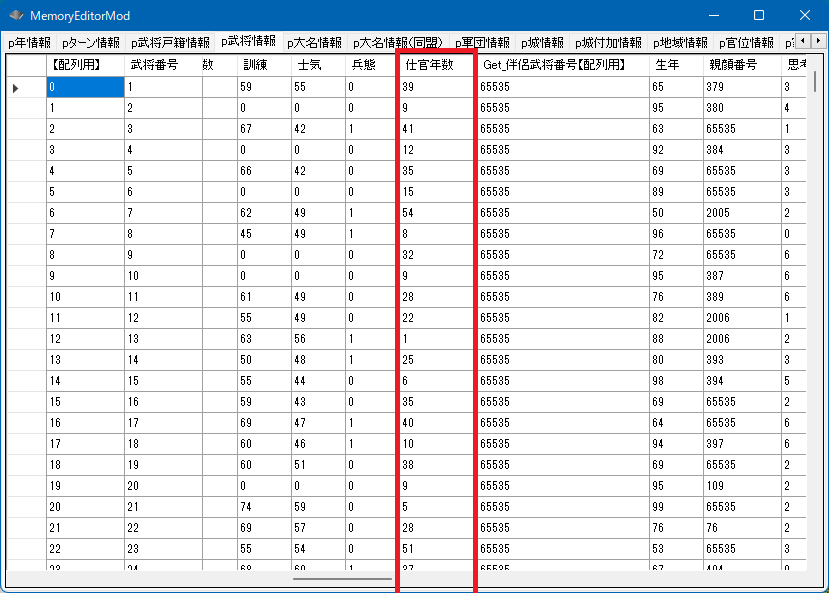 MemoryEditorMod
p年情報 pターン情報 p武将戸籍情報 p武将情報 p大名情報 p大名情報(同盟) p軍団情報 p城情報 p城付加情報 p地域情報 p官位情報
【配列用】 武将番号 数 訓練 士気 兵態 仕官年数 Get_伴侶武将番号【配列用】 生年 親顔番号 思考
0 1 59 55 0 39 65535 65 379 3
1 2 0 0 0 9 65535 95 380 4
2 3 67 42 1 41 65535 63 65535 1
3 4 0 0 0 12 65535 92 384 3
4 5 66 42 0 35 65535 69 65535 3
5 6 0 0 0 15 65535 89 65535 3
6 7 62 49 1 54 65535 50 2005 2
7 8 45 49 1 8 65535 96 65535 0
8 9 0 0 0 32 65535 72 65535 6
9 10 0 0 0 9 65535 95 387 6
10 11 61 49 0 28 65535 76 389 6
11 12 55 49 0 22 65535 82 2006 1
12 13 63 56 1 1 65535 88 2006 2
13 14 50 48 1 25 65535 80 393 3
14 15 55 44 0 6 65535 98 394 5
15 16 59 43 0 35 65535 69 65535 2
16 17 69 47 1 40 65535 64 65535 6
17 18 60 46 1 10 65535 94 397 6
18 19 60 51 0 38 65535 69 65535 2
19 20 0 0 0 9 65535 95 109 2
20 21 74 59 0 5 65535 99 65535 2
21 22 69 57 0 28 65535 76 76 2
22 23 55 54 0 51 65535 53 65535 3
23 24 68 60 1 37 65535 67 404 0